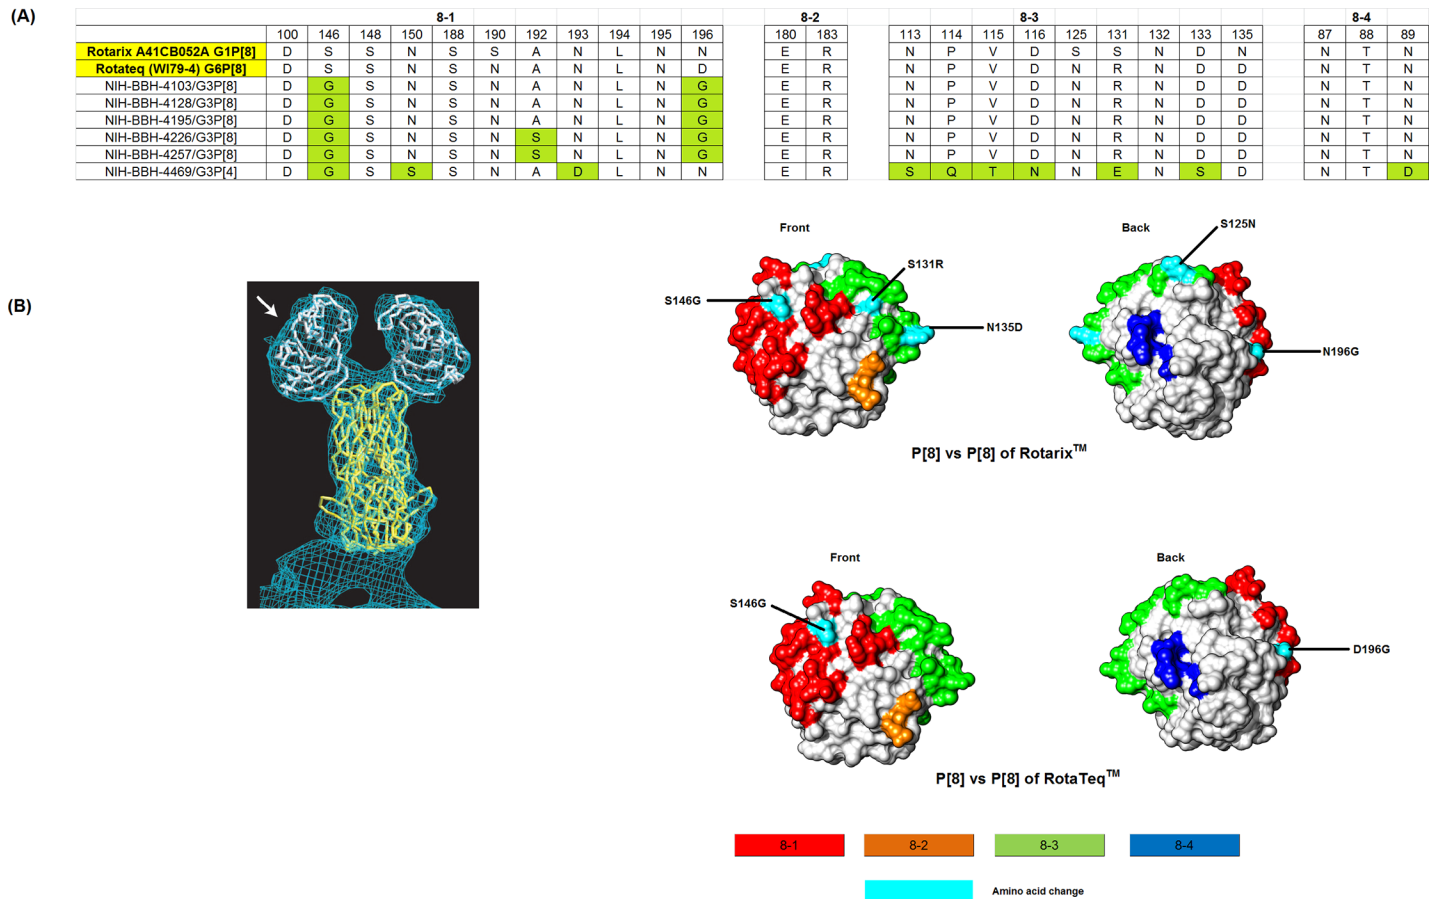 (A)
8-1 8-2 8-3 8-4
100 146 148 150 188 190 192 193 194 195 196 180 183 113 114 115 116 125 131 132 133 135 87 88 89
Rotarix A41CB052A G1P[8] D S S N S S A N L N N E R N P V D S S N D N N T N
Rotateq (WI79-4) G6P[8] D S S N S N A N L N D E R N P V D N R N D D N T N
NIH-BBH-4103/G3P[8] D G S N S N A N L N G E R N P V D N R N D D N T N
NIH-BBH-4128/G3P[8] D G S N S N A N L N G E R N P V D N R N D D N T N
NIH-BBH-4195/G3P[8] D G S N S N A N L N G E R N P V D N R N D D N T N
NIH-BBH-4226/G3P[8] D G S N S N S N L N G E R N P V D N R N D D N T N
NIH-BBH-4257/G3P[8] D G S N S N S N L N G E R N P V D N R N D D N T N
NIH-BBH-4469/G3P[4] D G S S S N A D L N N E R S Q T N N E N S D N T D
(B)
Front Back
S125N
S131R
S146G
N135D
N196G
P[8] vs P[8] of Rotarix™
Front Back
S146G
D196G
P[8] vs P[8] of RotaTeq™
8-1 8-2 8-3 8-4
Amino acid change